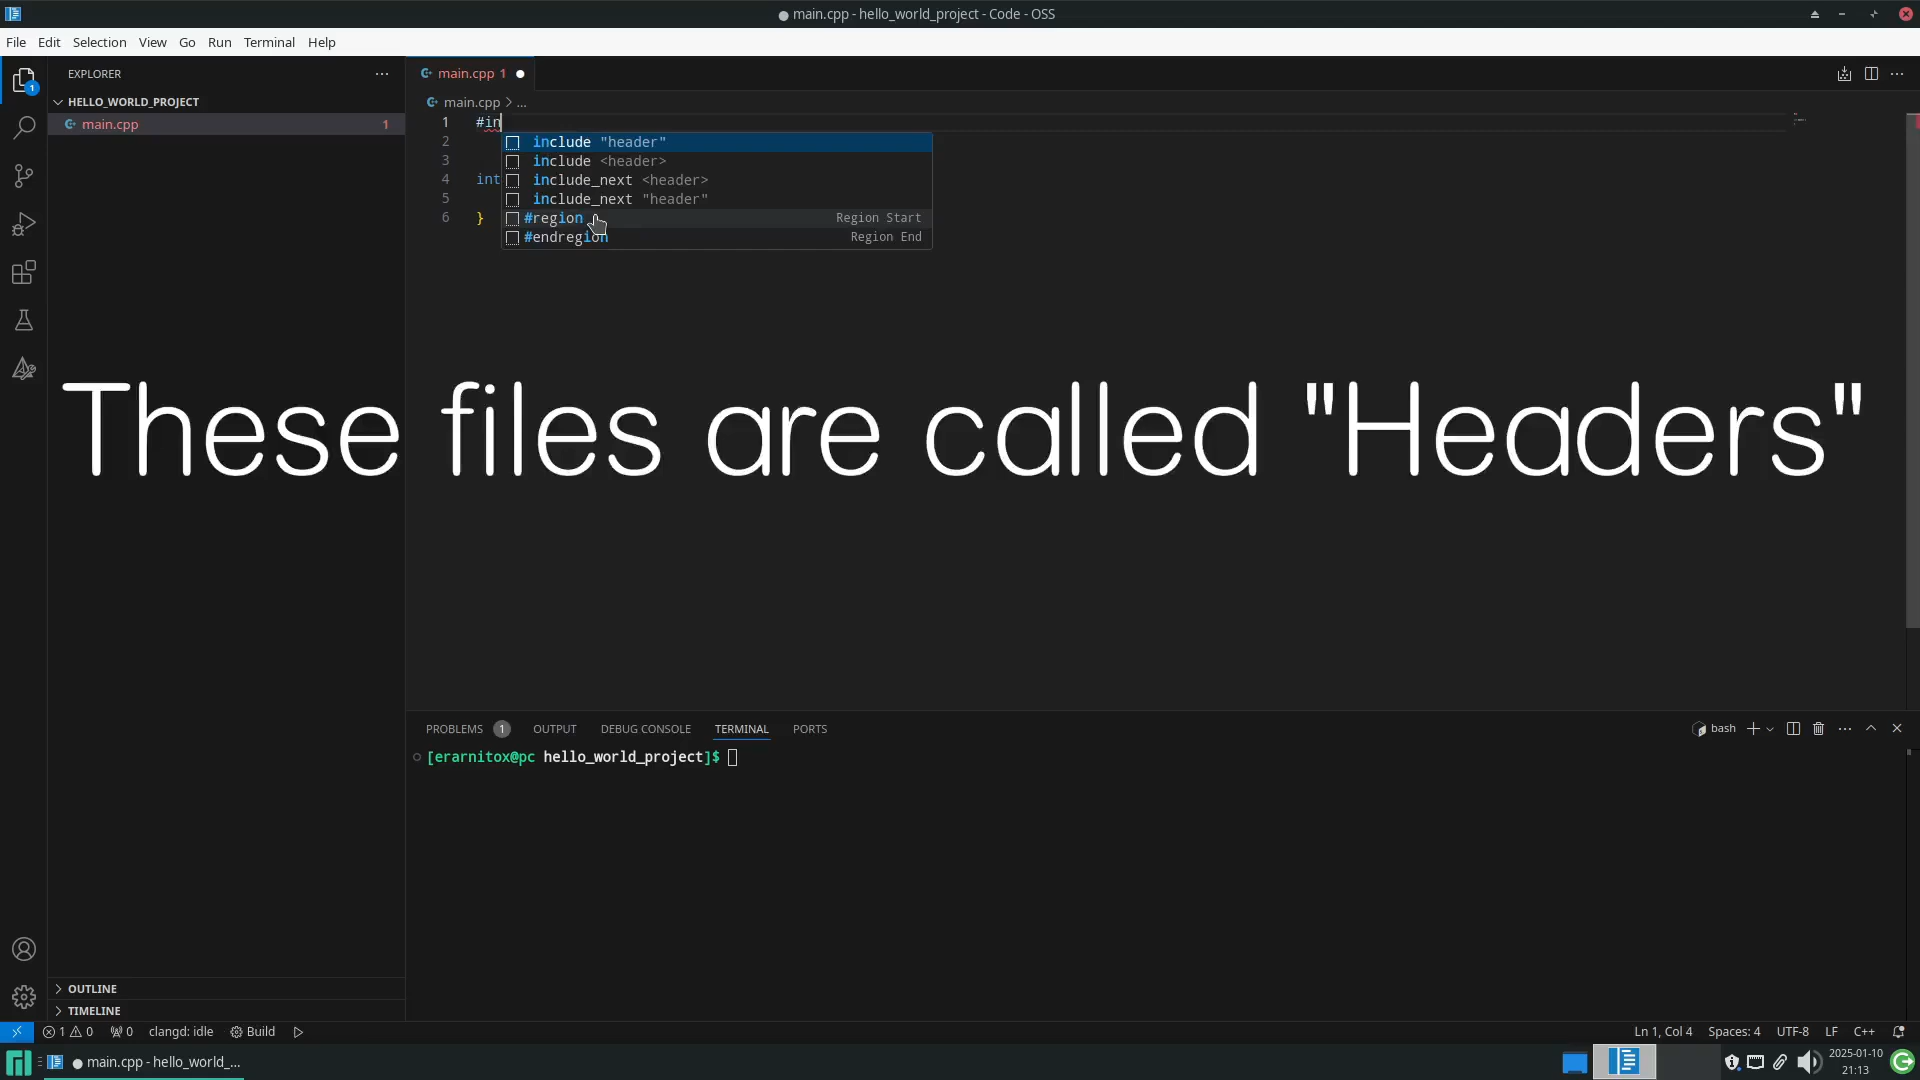 ● main.cpp - hello_world_project - Code - OSS
File Edit Selection View Go Run Terminal Help
EXPLORER
HELLO_WORLD_PROJECT
main.cpp 1
1
main.cpp 1 ●
main.cpp > ...
1 #in
2
3
4 int
5
6 }
include "header"
include <header>
include_next <header>
include_next "header"
#region Region Start
#endregion Region End
These files are called "Headers"
PROBLEMS 1 OUTPUT DEBUG CONSOLE TERMINAL PORTS
bash
[erarnitox@pc hello_world_project]$
OUTLINE
TIMELINE
1 0 0 clangd: idle Build
Ln 1, Col 4 Spaces: 4 UTF-8 LF C++
● main.cpp - hello_world_...
2025-01-10
21:13